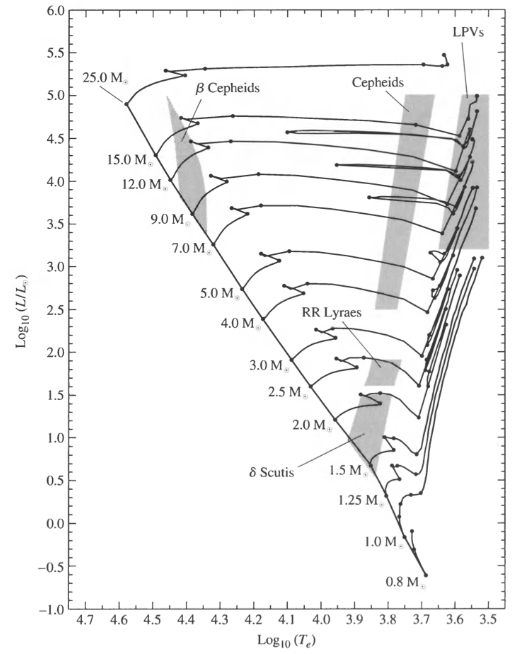 6.0
5.5
5.0
4.5
4.0
3.5
3.0
2.5
2.0
1.5
1.0
0.5
0.0
−0.5
−1.0
Log₁₀ (L/L☉)
LPVs
Cepheids
β Cepheids
25.0 M☉
15.0 M☉
12.0 M☉
9.0 M☉
7.0 M☉
5.0 M☉
4.0 M☉
RR Lyraes
3.0 M☉
2.5 M☉
2.0 M☉
δ Scutis
1.5 M☉
1.25 M☉
1.0 M☉
0.8 M☉
4.7 4.6 4.5 4.4 4.3 4.2 4.1 4.0 3.9 3.8 3.7 3.6 3.5
Log₁₀ (Tₑ)